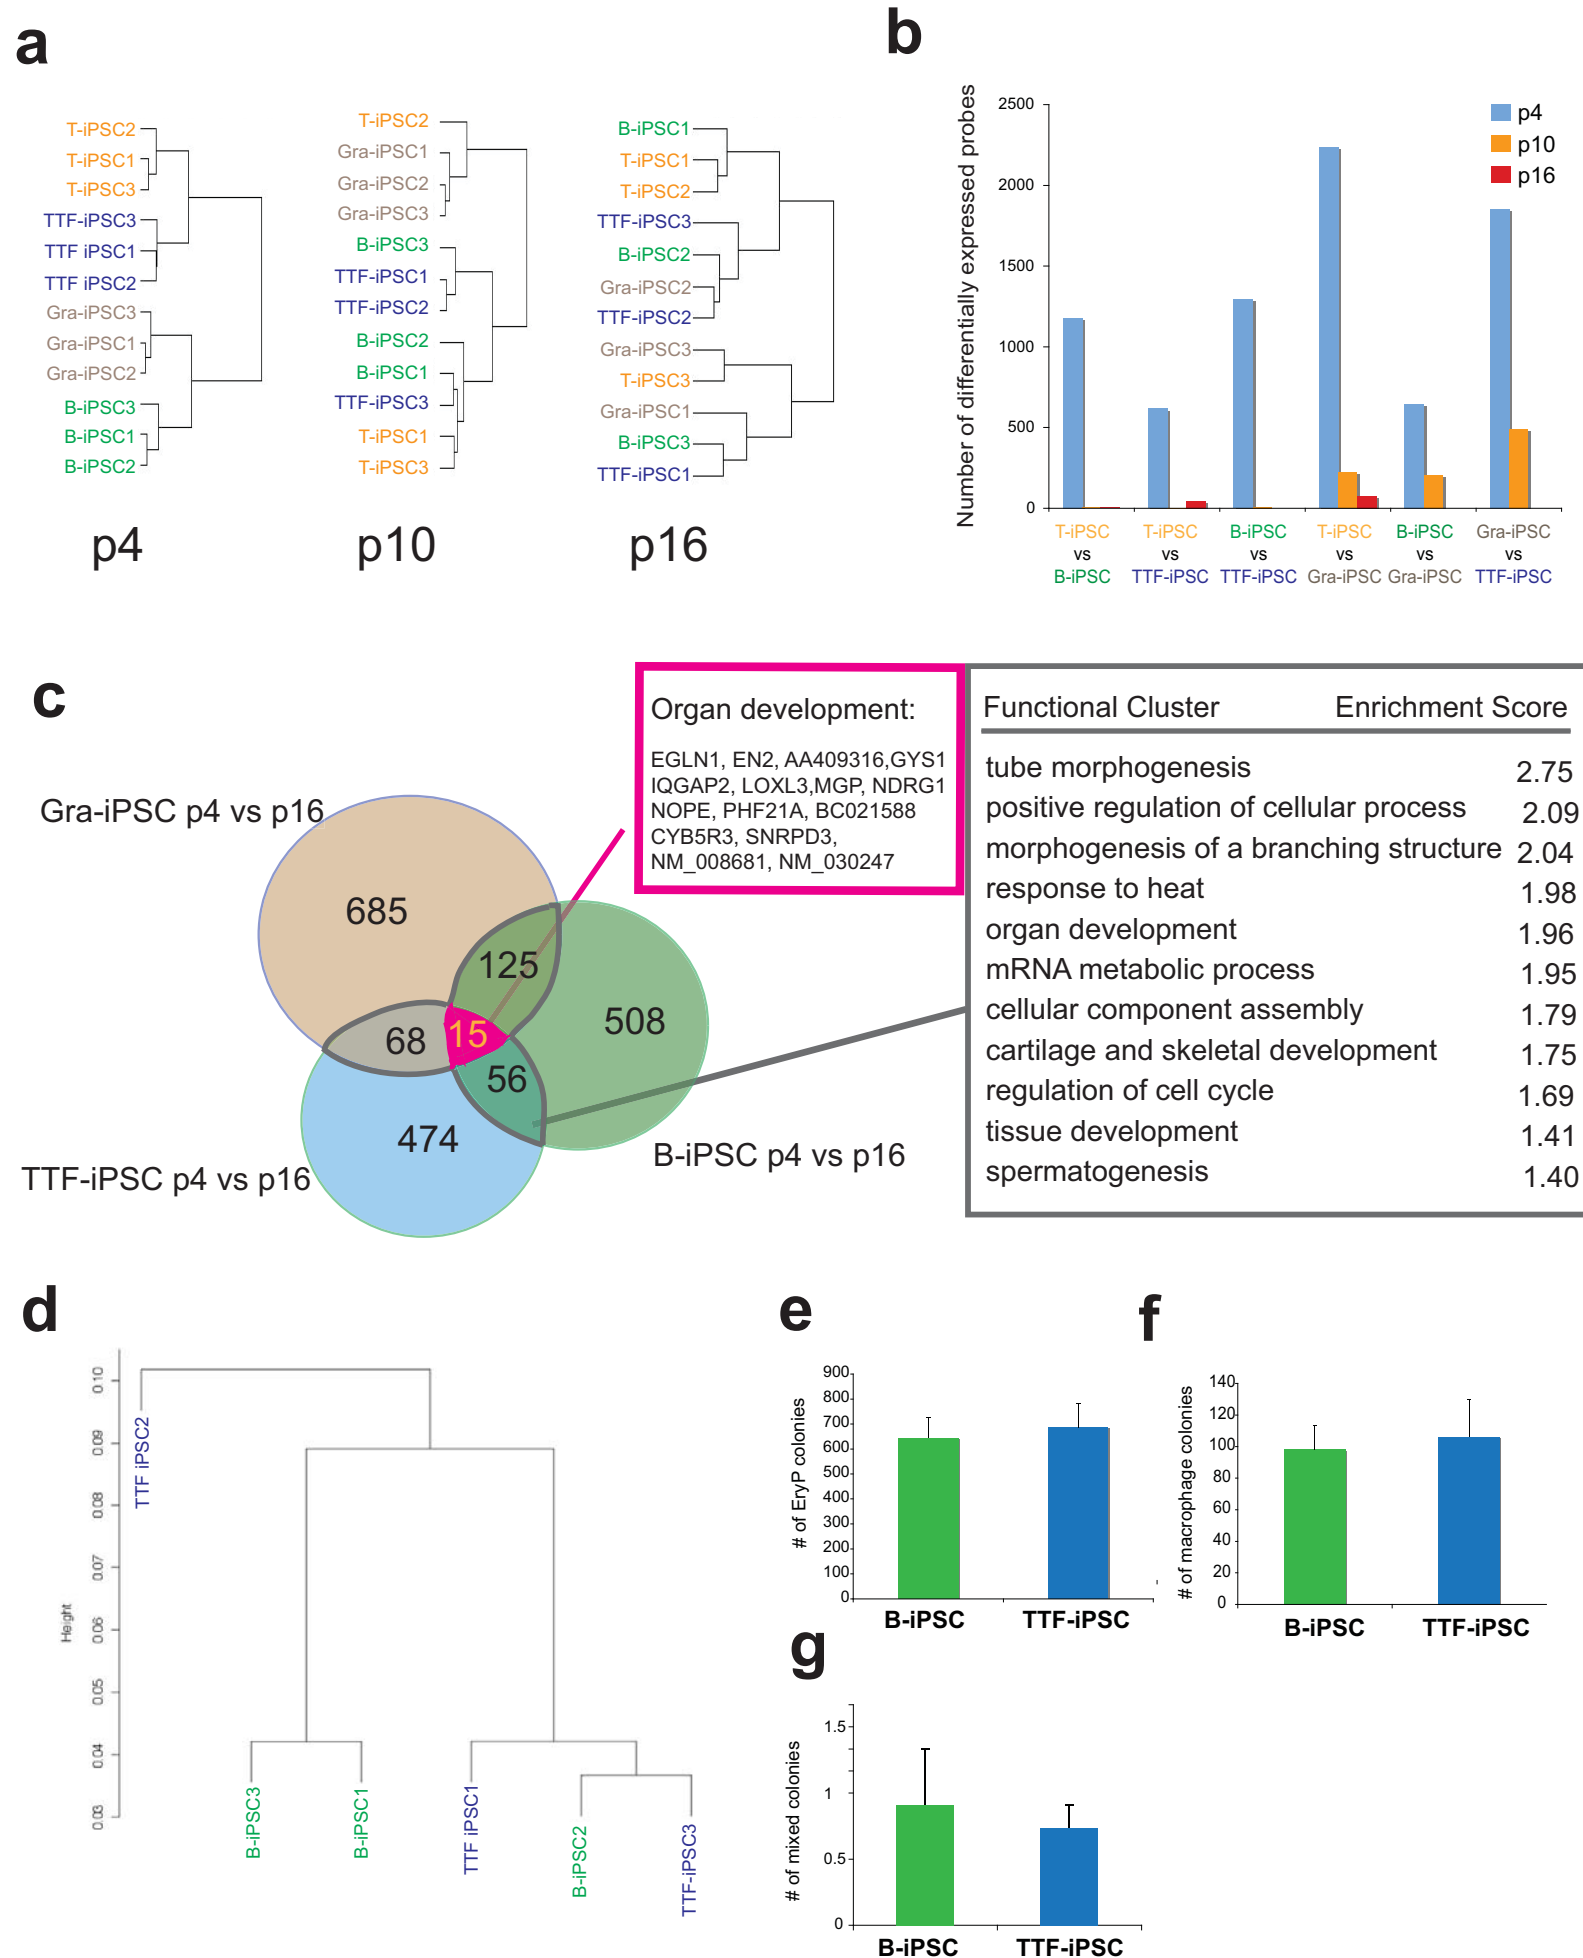 a
T-iPSC2
T-iPSC1
T-iPSC3
TTF-iPSC3
TTF iPSC1
TTF iPSC2
Gra-iPSC3
Gra-iPSC1
Gra-iPSC2
B-iPSC3
B-iPSC1
B-iPSC2
p4
T-iPSC2
Gra-iPSC1
Gra-iPSC2
Gra-iPSC3
B-iPSC3
TTF-iPSC1
TTF-iPSC2
B-iPSC2
B-iPSC1
TTF-iPSC3
T-iPSC1
T-iPSC3
p10
B-iPSC1
T-iPSC1
T-iPSC2
TTF-iPSC3
B-iPSC2
Gra-iPSC2
TTF-iPSC2
Gra-iPSC3
T-iPSC3
Gra-iPSC1
B-iPSC3
TTF-iPSC1
p16
b
Number of differentially expressed probes
2500
2000
1500
1000
500
0
p4
p10
p16
T-iPSC
vs
B-iPSC
T-iPSC
vs
TTF-iPSC
B-iPSC
vs
TTF-iPSC
T-iPSC
vs
Gra-iPSC
B-iPSC
vs
Gra-iPSC
Gra-iPSC
vs
TTF-iPSC
c
Gra-iPSC p4 vs p16
685
125
508
68
15
56
474
B-iPSC p4 vs p16
TTF-iPSC p4 vs p16
Organ development:
EGLN1, EN2, AA409316,GYS1
IQGAP2, LOXL3,MGP, NDRG1
NOPE, PHF21A, BC021588
CYB5R3, SNRPD3,
NM_008681, NM_030247
Functional Cluster Enrichment Score
tube morphogenesis 2.75
positive regulation of cellular process 2.09
morphogenesis of a branching structure 2.04
response to heat 1.98
organ development 1.96
mRNA metabolic process 1.95
cellular component assembly 1.79
cartilage and skeletal development 1.75
regulation of cell cycle 1.69
tissue development 1.41
spermatogenesis 1.40
d
Height
0.10
0.09
0.08
0.07
0.06
0.05
0.04
0.03
TTF iPSC2
B-iPSC3
B-iPSC1
TTF iPSC1
B-iPSC2
TTF-iPSC3
e
# of EryP colonies
900
800
700
600
500
400
300
200
100
0
B-iPSC
TTF-iPSC
f
# of macrophage colonies
140
120
100
80
60
40
20
0
B-iPSC
TTF-iPSC
g
# of mixed colonies
1.5
1
0.5
0
B-iPSC
TTF-iPSC